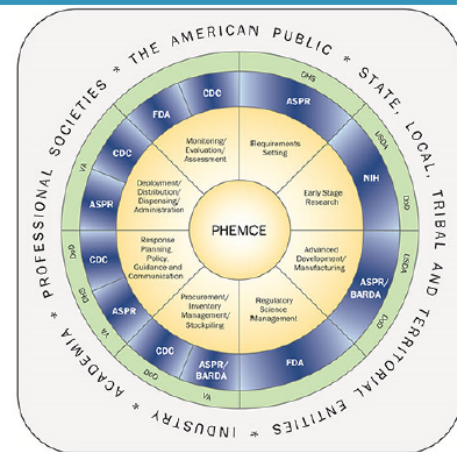 PROFESSIONAL SOCIETIES * THE AMERICAN PUBLIC * STATE, LOCAL, TRIBAL AND TERRITORIAL ENTITIES * INDUSTRY * ACADEMIA *
DHS
USDA
DoD
USDA
DoD
VA
DoD
VA
DHS
DoD
VA
ASPR
NIH
ASPR/
BARDA
FDA
ASPR/
BARDA
CDC
ASPR
CDC
ASPR
CDC
FDA
CDC
Requirements
Setting
Early Stage
Research
Advanced
Development/
Manufacturing
Regulatory
Science
Management
Procurement/
Inventory
Management/
Stockpiling
Response
Planning,
Policy,
Guidance and
Communication
Deployment/
Distribution/
Dispensing/
Administration
Monitoring/
Evaluation/
Assessment
PHEMCE